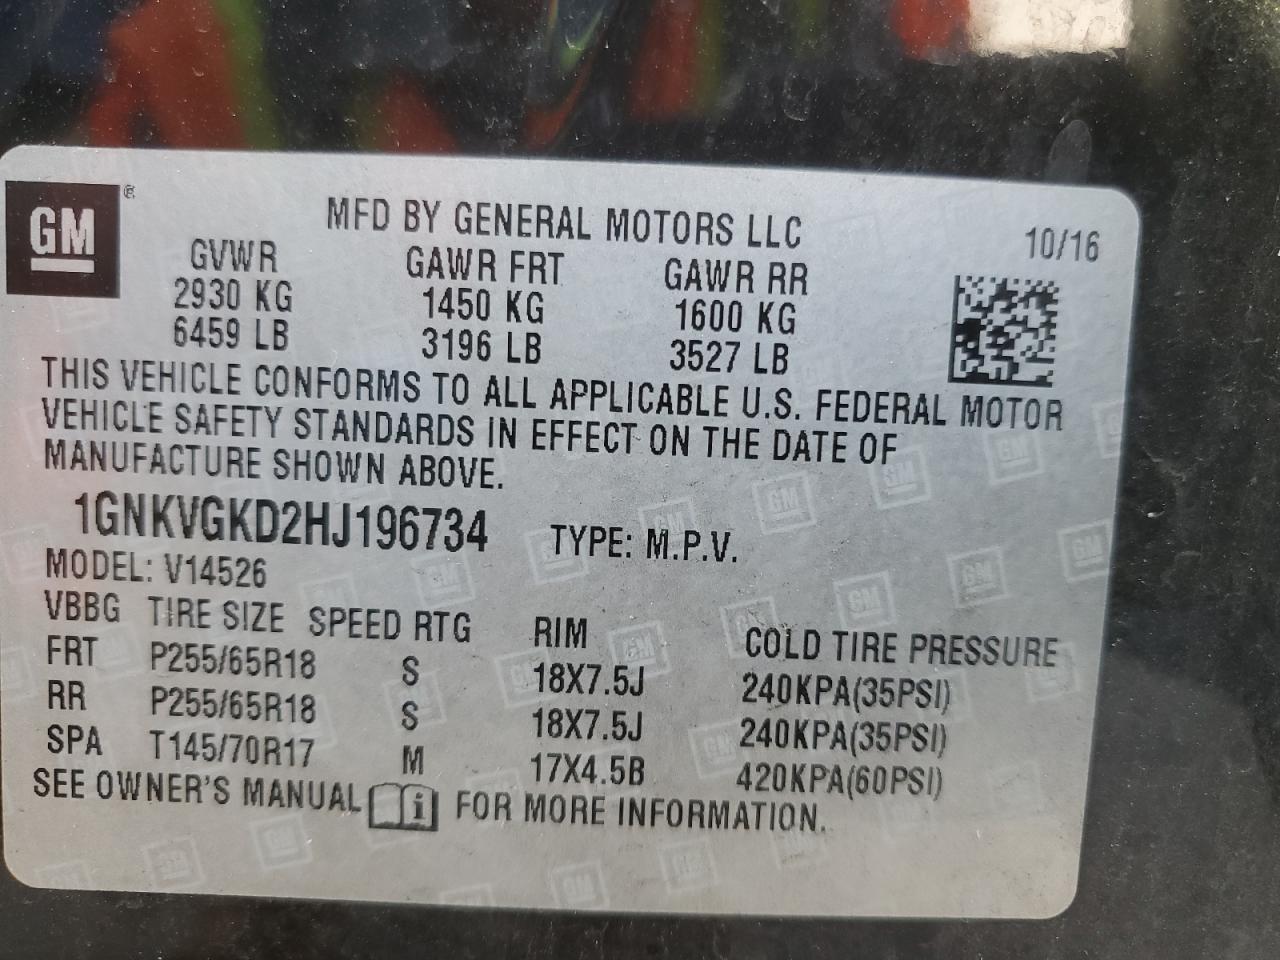 GM ®
MFD BY GENERAL MOTORS LLC 10/16
GVWR GAWR FRT GAWR RR
2930 KG 1450 KG 1600 KG
6459 LB 3196 LB 3527 LB
THIS VEHICLE CONFORMS TO ALL APPLICABLE U.S. FEDERAL MOTOR
VEHICLE SAFETY STANDARDS IN EFFECT ON THE DATE OF
MANUFACTURE SHOWN ABOVE.
1GNKVGKD2HJ196734 TYPE: M.P.V.
MODEL: V14526
VBBG TIRE SIZE SPEED RTG RIM COLD TIRE PRESSURE
FRT P255/65R18 S 18X7.5J 240KPA(35PSI)
RR P255/65R18 S 18X7.5J 240KPA(35PSI)
SPA T145/70R17 M 17X4.5B 420KPA(60PSI)
SEE OWNER'S MANUAL i FOR MORE INFORMATION.